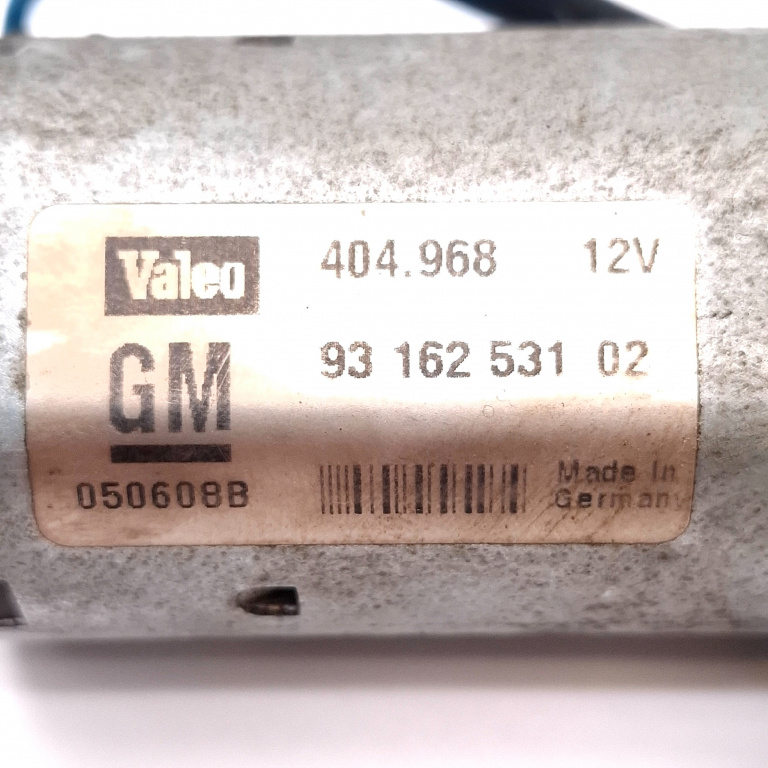 Valeo 404.968 12V
GM 93 162 531 02
050608B Made In
Germany